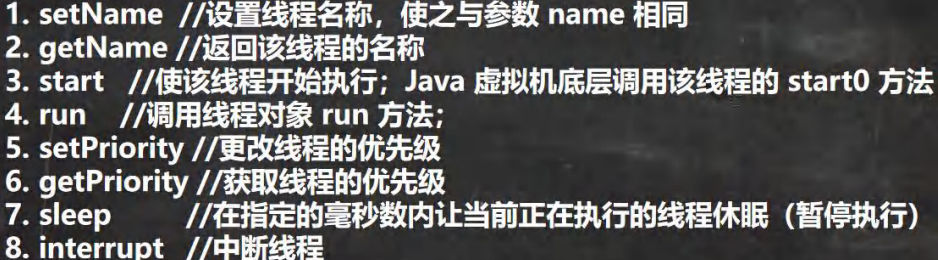 1. setName //设置线程名称，使之与参数 name 相同
2. getName //返回该线程的名称
3. start //使该线程开始执行；Java 虚拟机底层调用该线程的 start0 方法
4. run //调用线程对象 run 方法；
5. setPriority //更改线程的优先级
6. getPriority //获取线程的优先级
7. sleep //在指定的毫秒数内让当前正在执行的线程休眠（暂停执行）
8. interrupt //中断线程